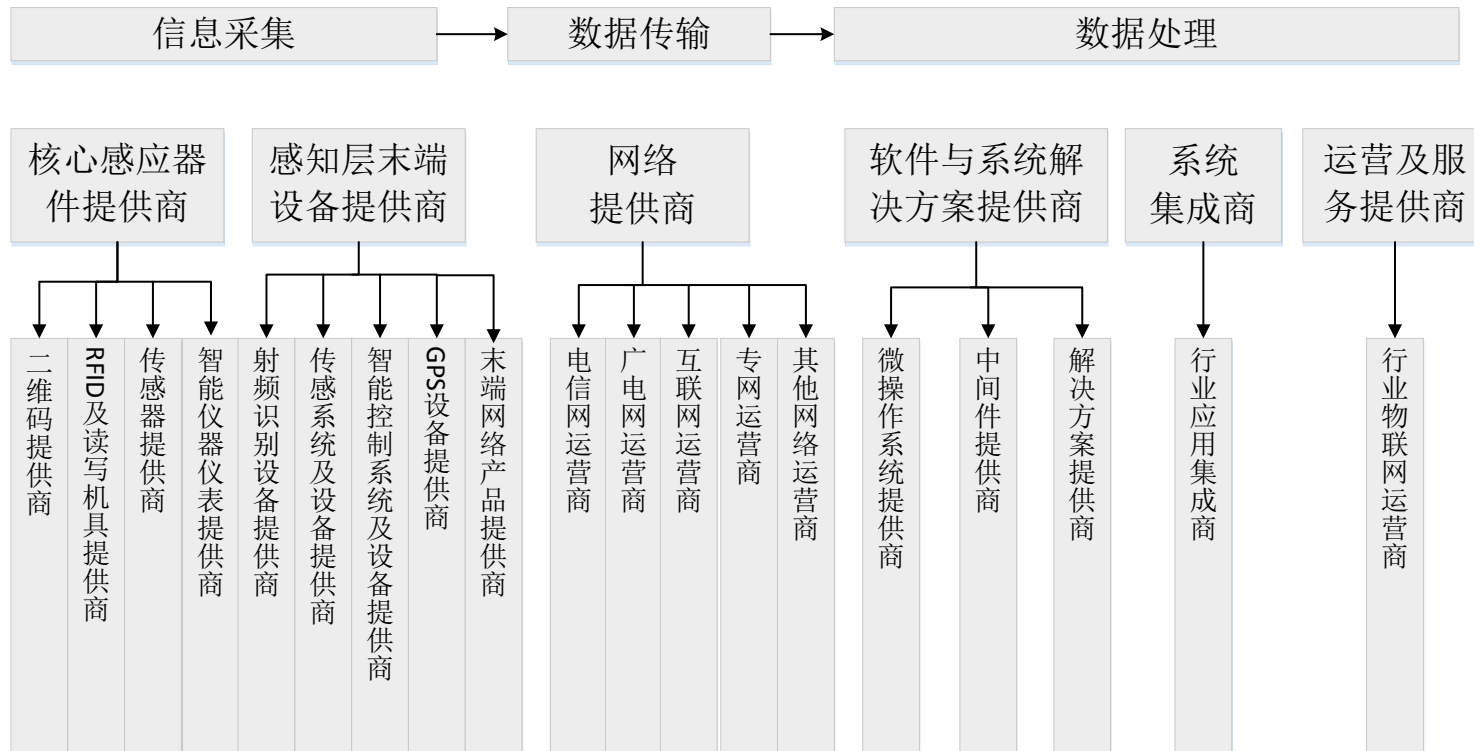 信息采集
数据传输
数据处理
核心感应器
件提供商
感知层末端
设备提供商
网络
提供商
软件与系统解
决方案提供商
系统
集成商
运营及服
务提供商
二维码提供商
RFID及读写机具提供商
传感器提供商
智能仪器仪表提供商
射频识别设备提供商
传感系统及设备提供商
智能控制系统及设备提供商
GPS设备提供商
末端网络产品提供商
电信网运营商
广电网运营商
互联网运营商
专网运营商
其他网络运营商
微操作系统提供商
中间件提供商
解决方案提供商
行业应用集成商
行业物联网运营商